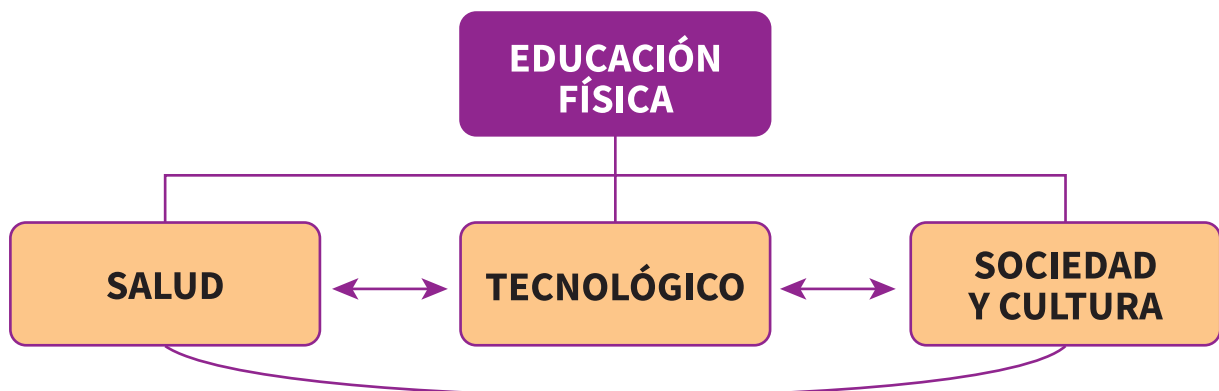 EDUCACIÓN
FÍSICA
SALUD
TECNOLÓGICO
SOCIEDAD
Y CULTURA